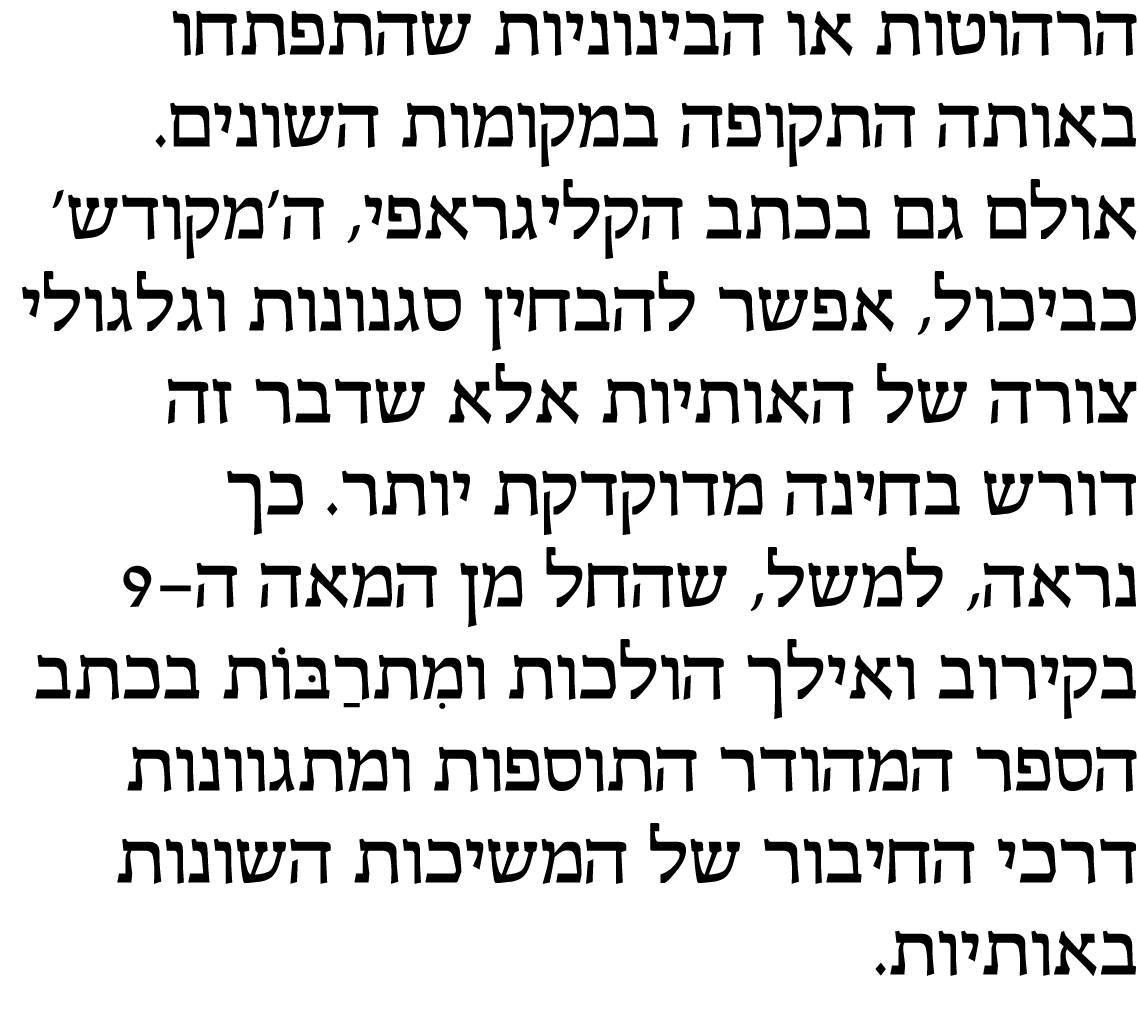 הרהוטות או הבינוניות שהתפתחו
באותה התקופה במקומות השונים.
אולם גם בכתב הקליגראפי, ה'מקודש'
כביכול, אפשר להבחין סגנונות וגלגולי
צורה של האותיות אלא שדבר זה
דורש בחינה מדוקדקת יותר. כך
נראה, למשל, שהחל מן המאה ה–9
בקירוב ואילך הולכות ומִתרַבּוֹת בכתב
הספר המהודר התוספות ומתגוונות
דרכי החיבור של המשיכות השונות
באותיות.